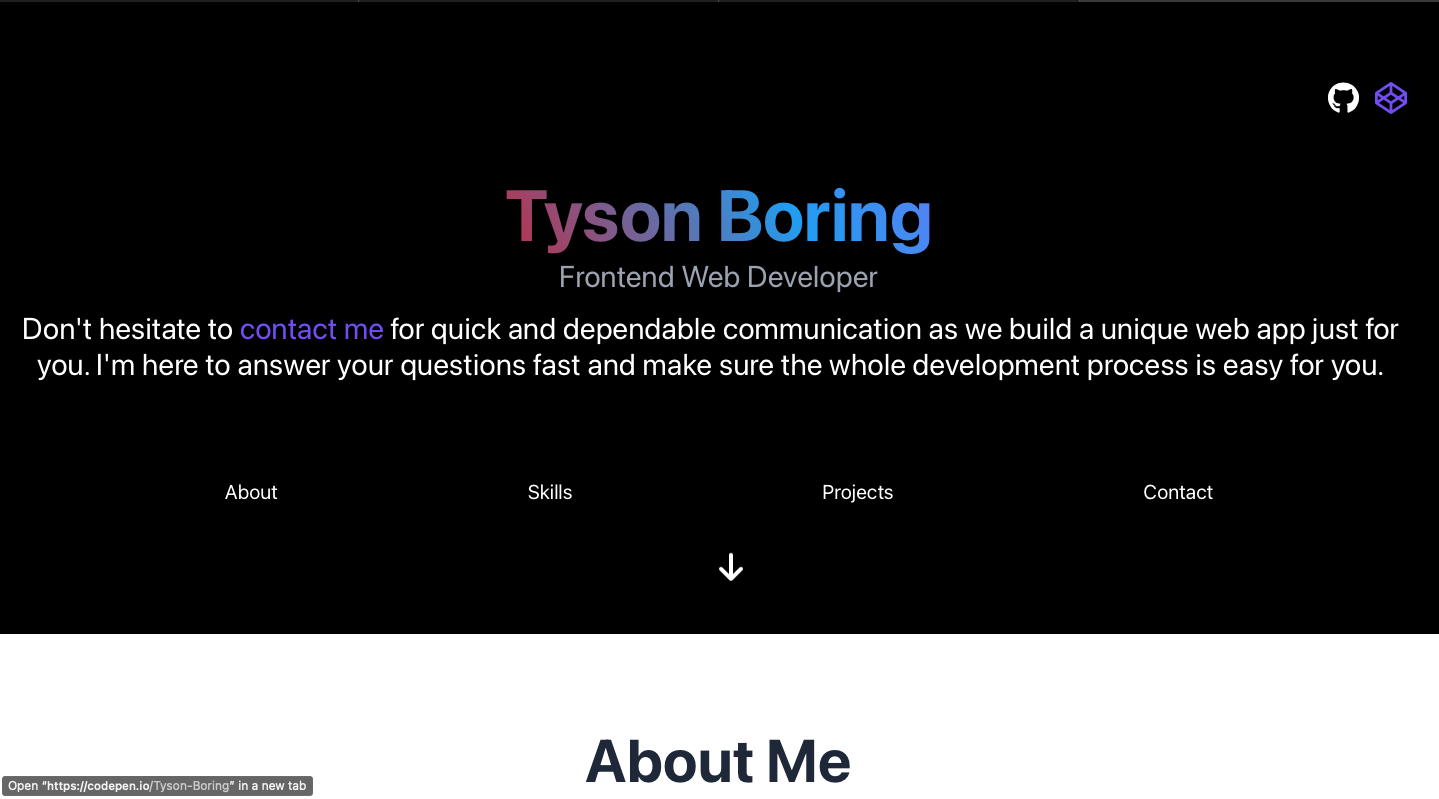 Tyson Boring
Frontend Web Developer
Don't hesitate to contact me for quick and dependable communication as we build a unique web app just for
you. I'm here to answer your questions fast and make sure the whole development process is easy for you.
About
Skills
Projects
Contact
About Me
Open “https://codepen.io/Tyson-Boring” in a new tab